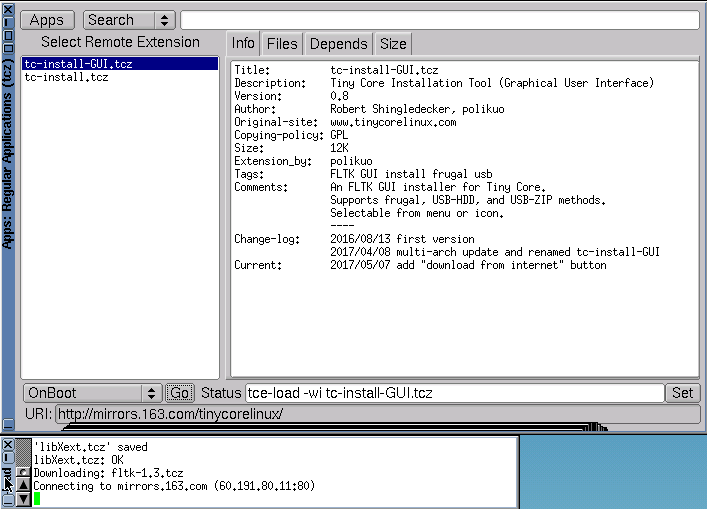 Apps Search
Select Remote Extension
Info Files Depends Size
tc-install-GUI.tcz
tc-install.tcz
Title: tc-install-GUI.tcz
Description: Tiny Core Installation Tool (Graphical User Interface)
Version: 0.8
Author: Robert Shingledecker, polikuo
Original-site: www.tinycorelinux.com
Copying-policy: GPL
Size: 12K
Extension_by: polikuo
Tags: FLTK GUI install frugal usb
Comments: An FLTK GUI installer for Tiny Core.
Supports frugal, USB-HDD, and USB-ZIP methods.
Selectable from menu or icon.
----
Change-log: 2016/08/13 first version
2017/04/08 multi-arch update and renamed tc-install-GUI
Current: 2017/05/07 add "download from internet" button
Apps: Regular Applications (tcz)
OnBoot Go Status tce-load -wi tc-install-GUI.tcz Set
URI: http://mirrors.163.com/tinycorelinux/
'libXext.tcz' saved
libXext.tcz: OK
Downloading: fltk-1.3.tcz
Connecting to mirrors.163.com (60.191.80.11:80)